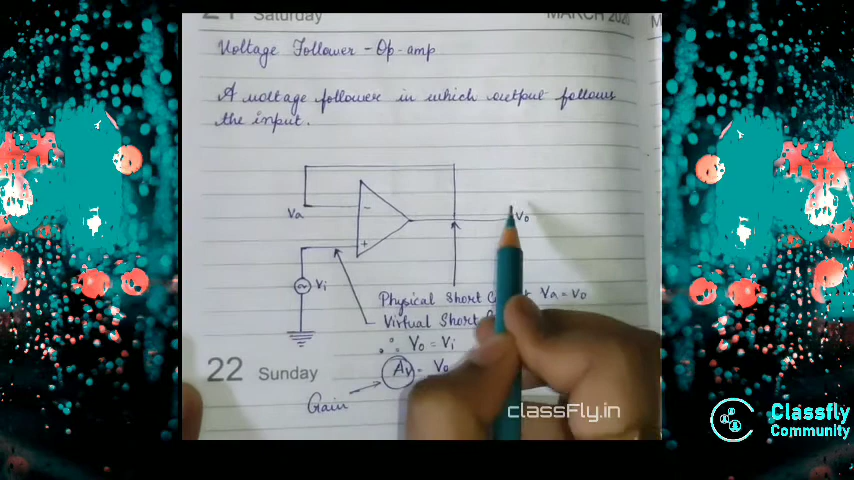 Saturday
MARCH 2020
Voltage Follower - Op-amp
A voltage follower in which output follows
the input.
Va
-
Vo
+
Vi
Physical Short Va = Vo
Virtual Short
∴ Vo = Vi
22 Sunday
Av = Vo
Gain
classFly.in
Classfly
Community